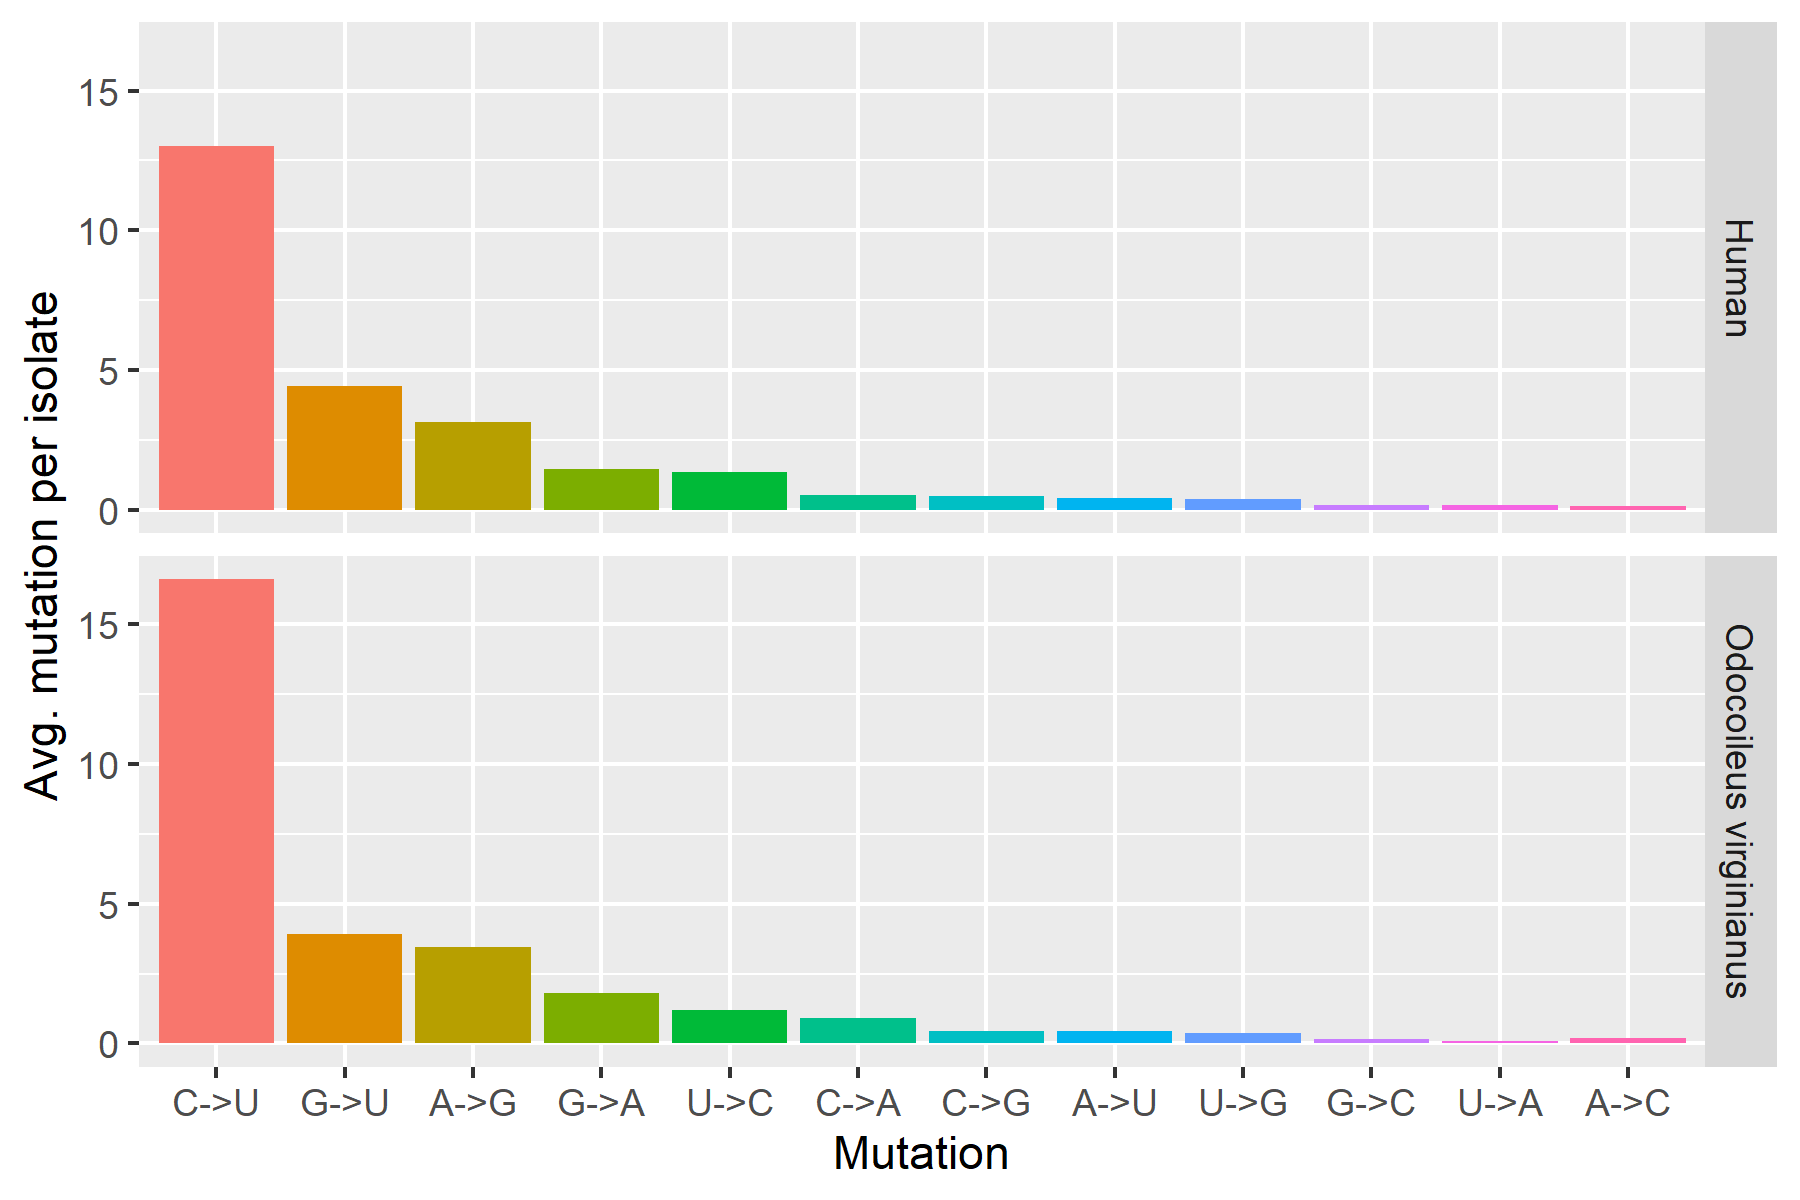 Avg. mutation per isolate
15
10
5
0
Human
15
10
5
0
Odocoileus virginianus
C->U G->U A->G G->A U->C C->A C->G A->U U->G G->C U->A A->C
Mutation